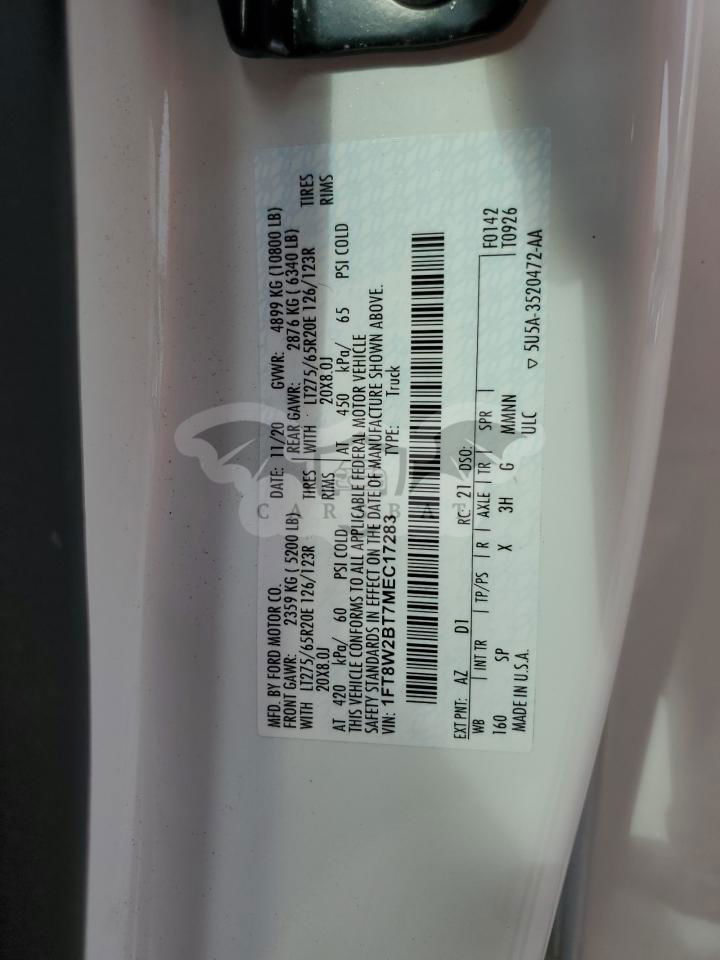 MFD. BY FORD MOTOR CO.
DATE: 11/20 GVWR: 4899 KG (10800 LB)
FRONT GAWR: 2359 KG ( 5200 LB)
REAR GAWR: 2876 KG ( 6340 LB)
WITH LT275/65R20E 126/123R TIRES
WITH LT275/65R20E 126/123R TIRES
20X8.0J RIMS
20X8.0J RIMS
AT 420 kPa/ 60 PSI COLD
AT 450 kPa/ 65 PSI COLD
THIS VEHICLE CONFORMS TO ALL APPLICABLE FEDERAL MOTOR VEHICLE
SAFETY STANDARDS IN EFFECT ON THE DATE OF MANUFACTURE SHOWN ABOVE.
VIN: 1FT8W2BT7MEC17283 TYPE: Truck
EXT PNT: AZ D1 RC: 21 DSO:
WB INT TR TP/PS R AXLE TR SPR F0142
160 SP X 3H G MMNN T0926
MADE IN U.S.A. ULC ▽ 5U5A-3520472-AA
CAR BAT